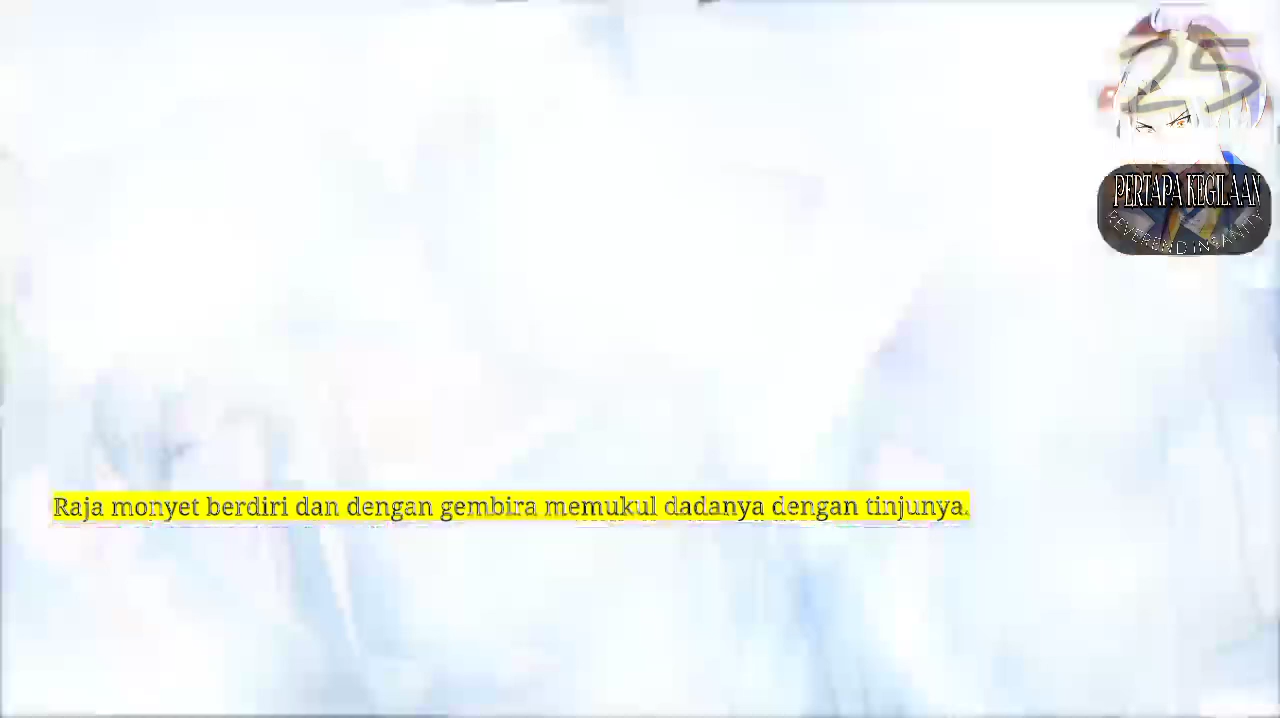 25
PERTAPA KEGILAAN
REVEREND INSANITY
Raja monyet berdiri dan dengan gembira memukul dadanya dengan tinjunya.